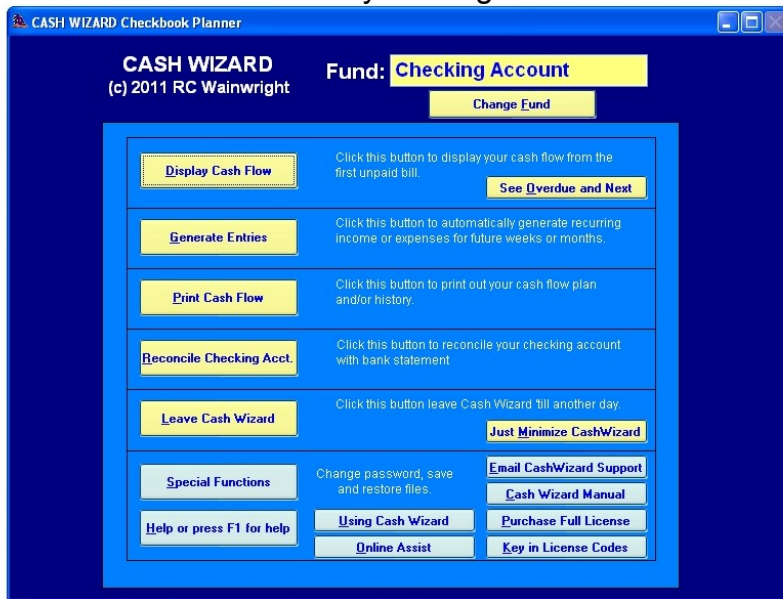 CASH WIZARD Checkbook Planner
CASH WIZARD
(c) 2011 RC Wainwright
Fund: Checking Account
Change Fund
Display Cash Flow
Click this button to display your cash flow from the
first unpaid bill.
See Overdue and Next
Generate Entries
Click this button to automatically generate recurring
income or expenses for future weeks or months.
Print Cash Flow
Click this button to print out your cash flow plan
and/or history.
Reconcile Checking Acct.
Click this button to reconcile your checking account
with bank statement
Leave Cash Wizard
Click this button leave Cash Wizard 'till another day.
Just Minimize CashWizard
Special Functions
Change password, save
and restore files.
Email CashWizard Support
Cash Wizard Manual
Help or press F1 for help
Using Cash Wizard
Purchase Full License
Online Assist
Key in License Codes